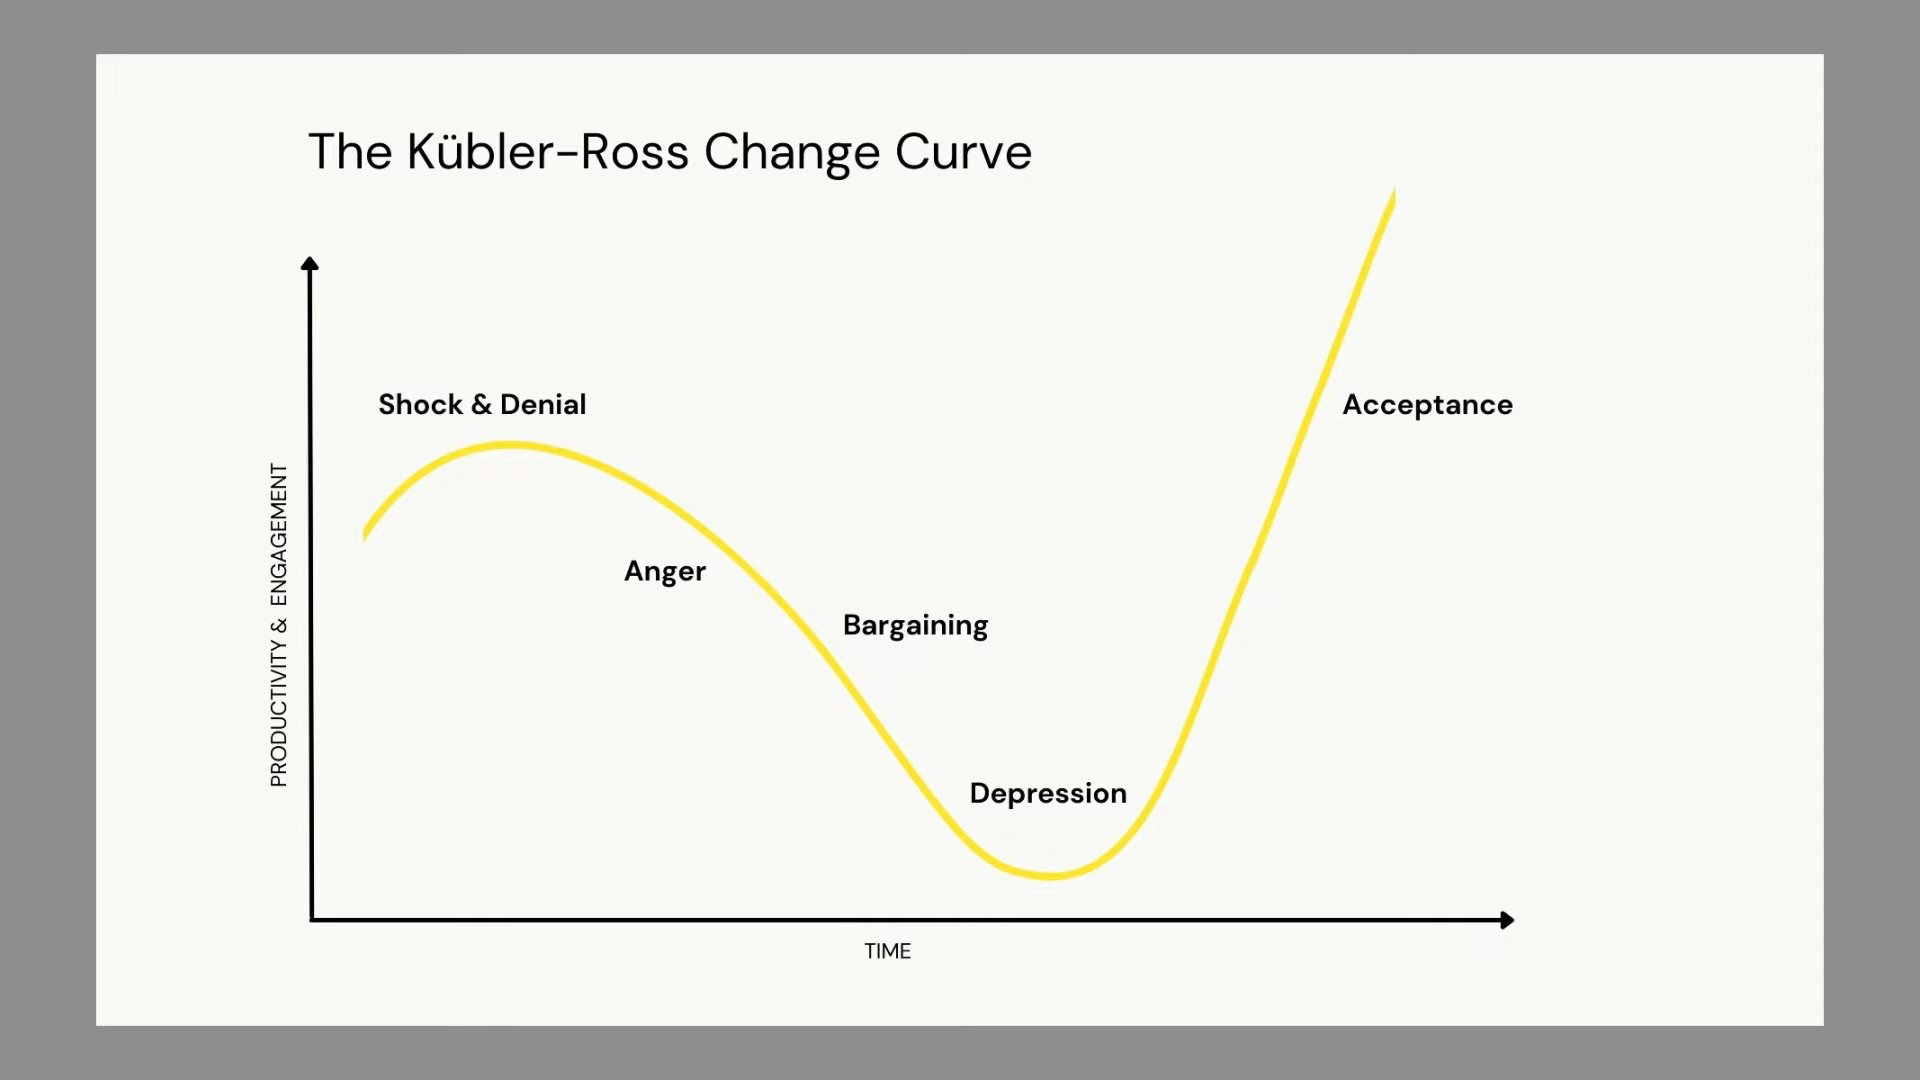 The Kübler-Ross Change Curve
Shock & Denial
Acceptance
Anger
Bargaining
Depression
PRODUCTIVITY & ENGAGEMENT
TIME